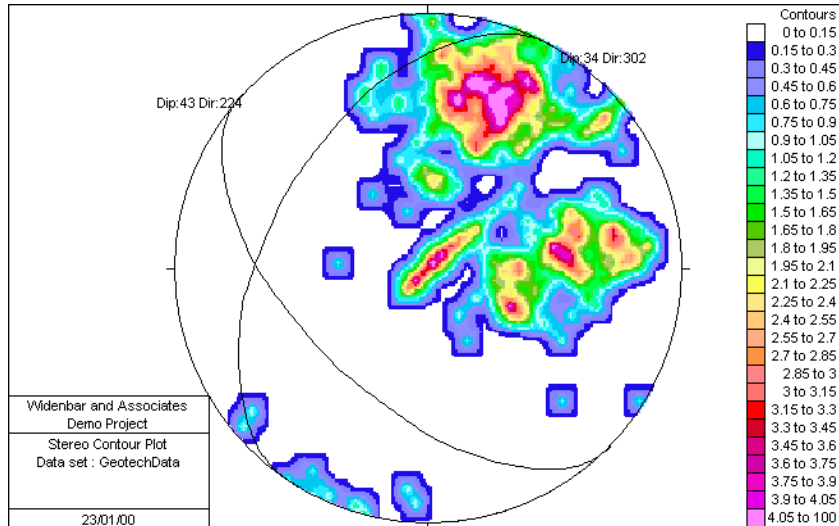 Contours
0 to 0.15
0.15 to 0.3
0.3 to 0.45
0.45 to 0.6
0.6 to 0.75
0.75 to 0.9
0.9 to 1.05
1.05 to 1.2
1.2 to 1.35
1.35 to 1.5
1.5 to 1.65
1.65 to 1.8
1.8 to 1.95
1.95 to 2.1
2.1 to 2.25
2.25 to 2.4
2.4 to 2.55
2.55 to 2.7
2.7 to 2.85
2.85 to 3
3 to 3.15
3.15 to 3.3
3.3 to 3.45
3.45 to 3.6
3.6 to 3.75
3.75 to 3.9
3.9 to 4.05
4.05 to 100
Dip:34 Dir:302
Dip:43 Dir:224
Widenbar and Associates
Demo Project
Stereo Contour Plot
Data set : GeotechData
23/01/00